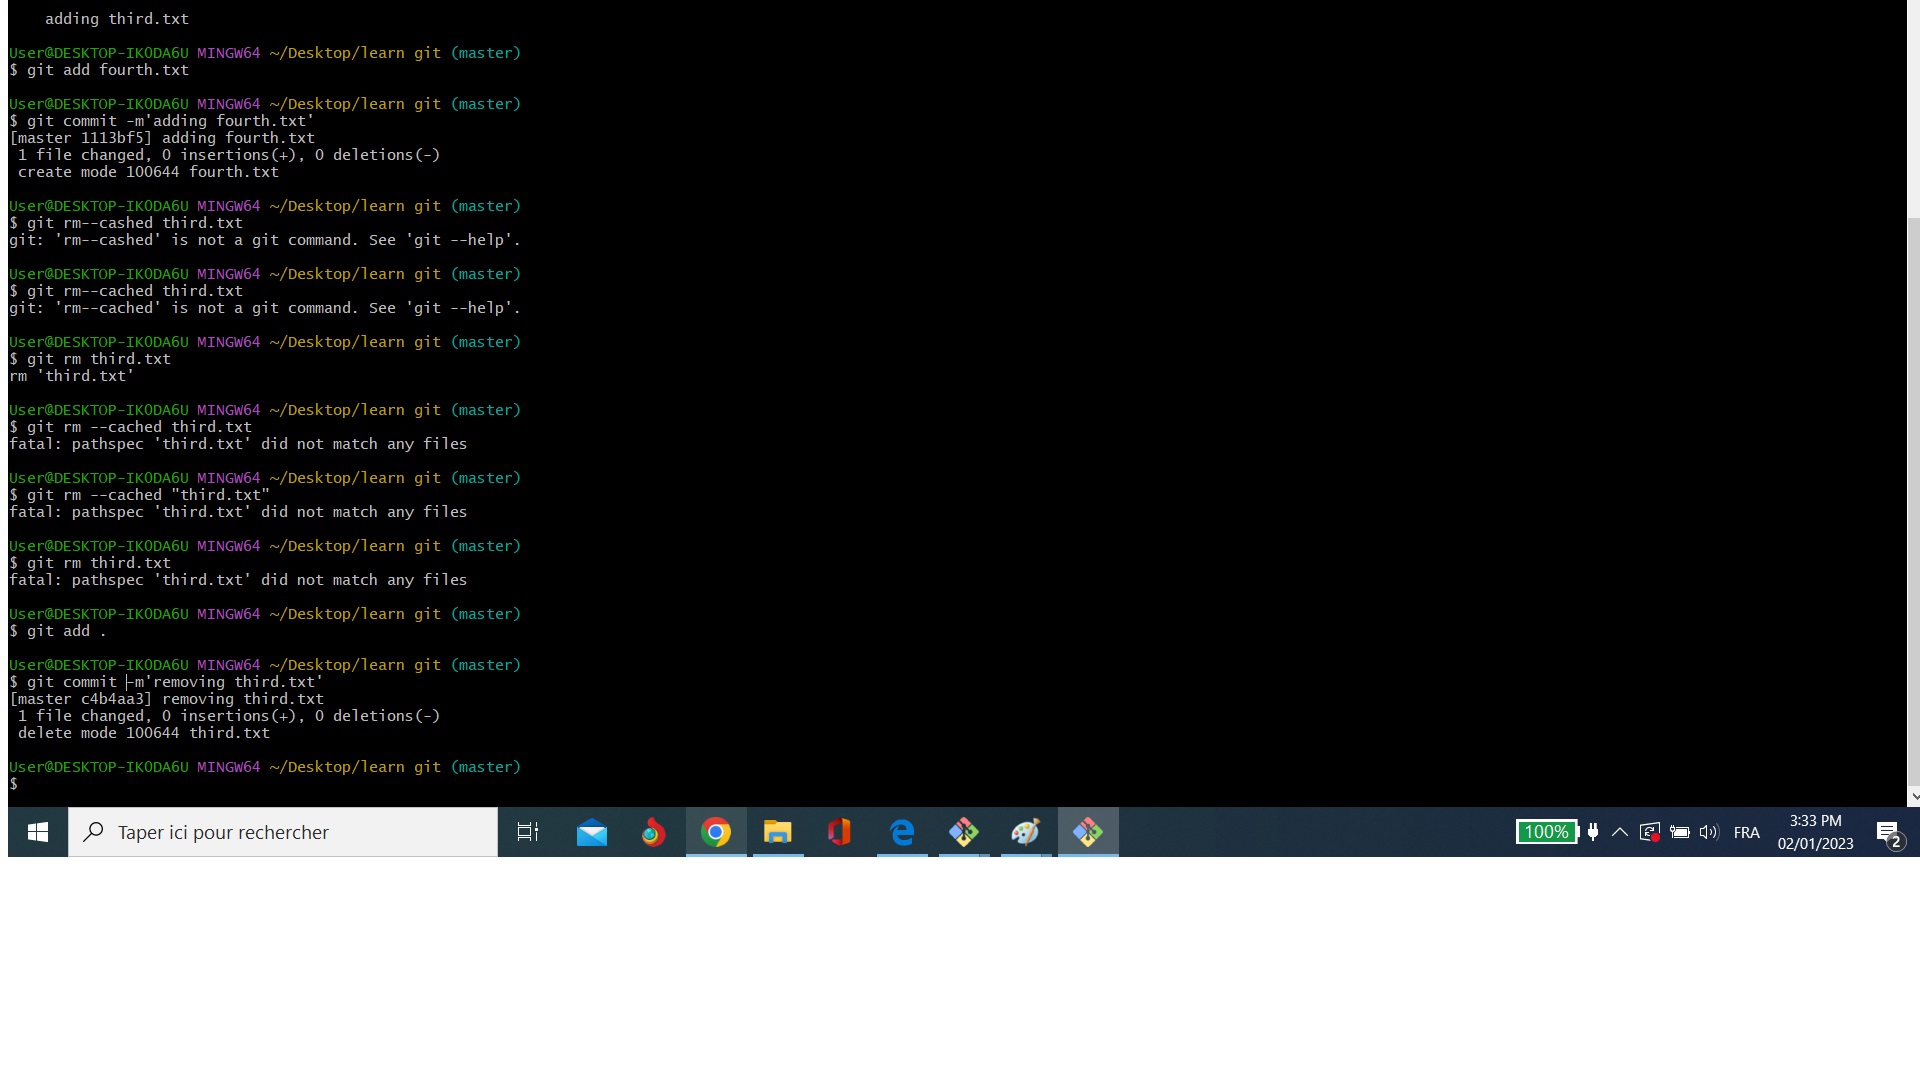 adding third.txt
User@DESKTOP-IKODA6U MINGW64 ~/Desktop/learn git (master)
$ git add fourth.txt
User@DESKTOP-IKODA6U MINGW64 ~/Desktop/learn git (master)
$ git commit -m'adding fourth.txt'
[master 1113bf5] adding fourth.txt
 1 file changed, 0 insertions(+), 0 deletions(-)
 create mode 100644 fourth.txt
User@DESKTOP-IKODA6U MINGW64 ~/Desktop/learn git (master)
$ git rm--cashed third.txt
git: 'rm--cashed' is not a git command. See 'git --help'.
User@DESKTOP-IKODA6U MINGW64 ~/Desktop/learn git (master)
$ git rm--cached third.txt
git: 'rm--cached' is not a git command. See 'git --help'.
User@DESKTOP-IKODA6U MINGW64 ~/Desktop/learn git (master)
$ git rm third.txt
rm 'third.txt'
User@DESKTOP-IKODA6U MINGW64 ~/Desktop/learn git (master)
$ git rm --cached third.txt
fatal: pathspec 'third.txt' did not match any files
User@DESKTOP-IKODA6U MINGW64 ~/Desktop/learn git (master)
$ git rm --cached "third.txt"
fatal: pathspec 'third.txt' did not match any files
User@DESKTOP-IKODA6U MINGW64 ~/Desktop/learn git (master)
$ git rm third.txt
fatal: pathspec 'third.txt' did not match any files
User@DESKTOP-IKODA6U MINGW64 ~/Desktop/learn git (master)
$ git add .
User@DESKTOP-IKODA6U MINGW64 ~/Desktop/learn git (master)
$ git commit -m'removing third.txt'
[master c4b4aa3] removing third.txt
 1 file changed, 0 insertions(+), 0 deletions(-)
 delete mode 100644 third.txt
User@DESKTOP-IKODA6U MINGW64 ~/Desktop/learn git (master)
$
Taper ici pour rechercher
100%
FRA
3:33 PM
02/01/2023
2